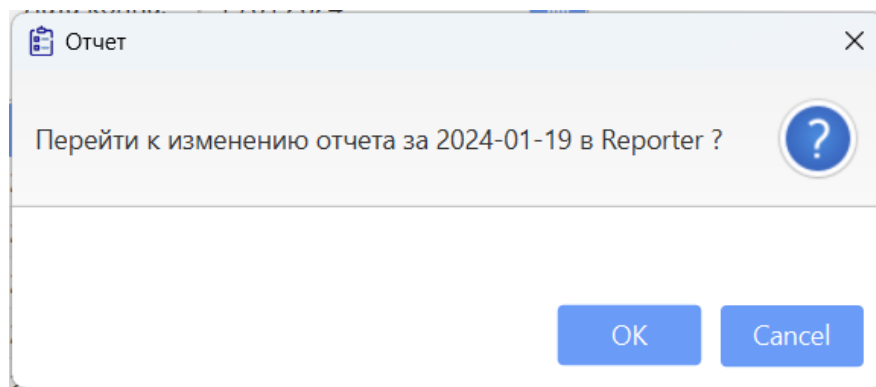 Отчет
Перейти к изменению отчета за 2024-01-19 в Reporter ?
?
OK
Cancel